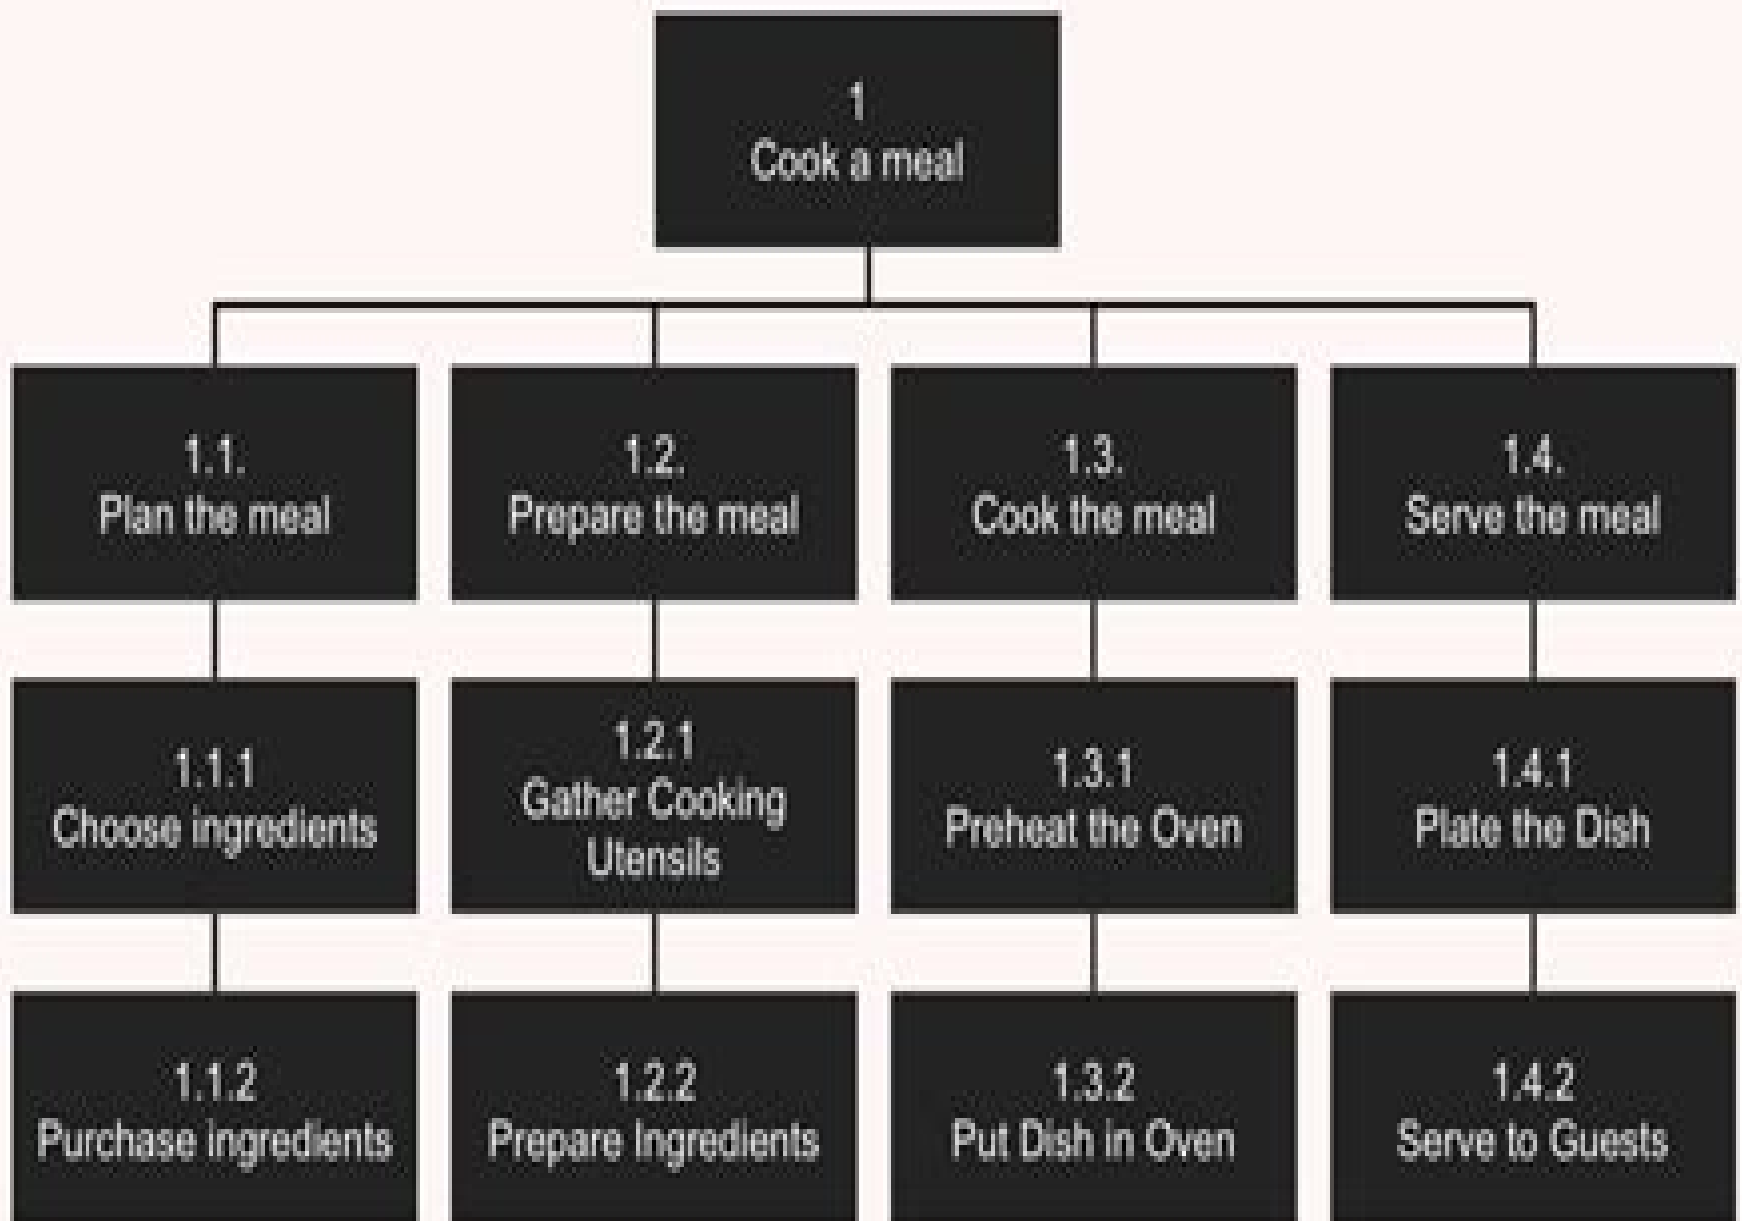 1
Cook a meal
1.1.
Plan the meal
1.2.
Prepare the meal
1.3.
Cook the meal
1.4.
Serve the meal
1.1.1
Choose ingredients
1.2.1
Gather Cooking
Utensils
1.3.1
Preheat the Oven
1.4.1
Plate the Dish
1.1.2
Purchase ingredients
1.2.2
Prepare Ingredients
1.3.2
Put Dish in Oven
1.4.2
Serve to Guests